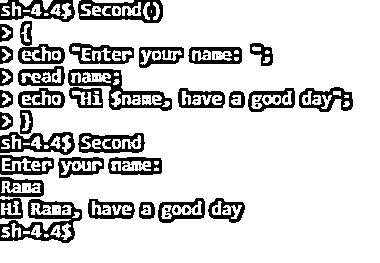 sh-4.4$ Second()
> {
> echo "Enter your name: ";
> read name;
> echo "Hi $name, have a good day";
> }
sh-4.4$ Second
Enter your name:
Rama
Hi Rama, have a good day
sh-4.4$